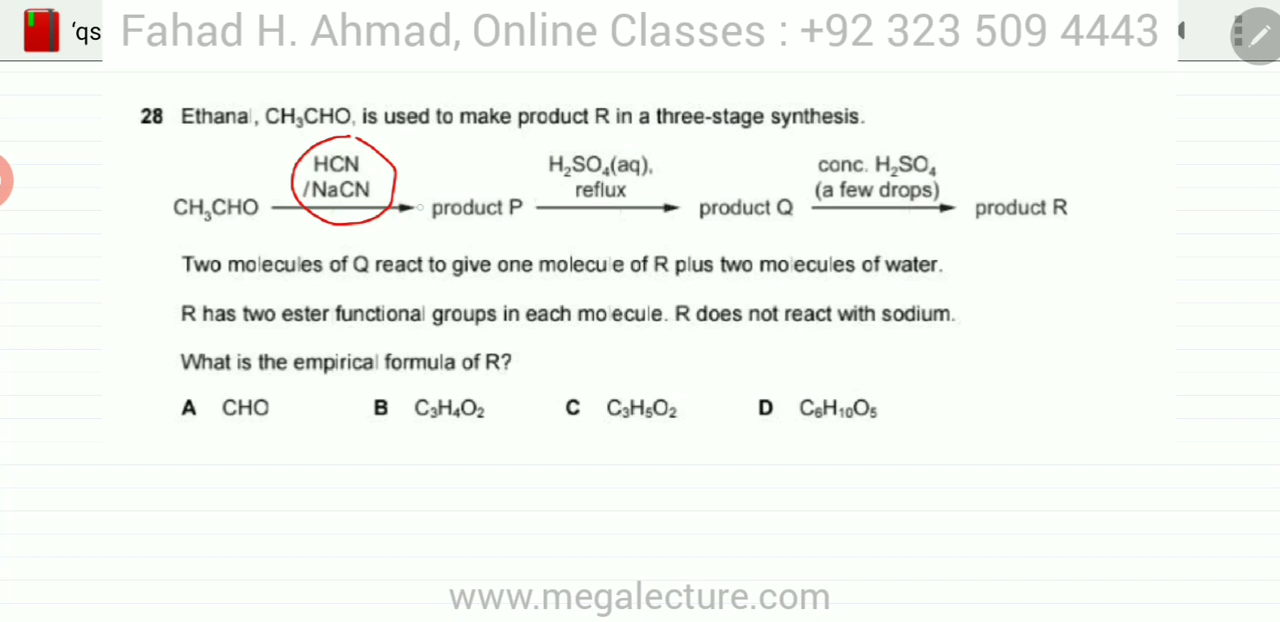 ‘qs Fahad H. Ahmad, Online Classes : +92 323 509 4443
28 Ethanal, CH₃CHO, is used to make product R in a three-stage synthesis.
HCN H₂SO₄(aq), conc. H₂SO₄
/NaCN reflux (a few drops)
CH₃CHO product P product Q product R
Two molecules of Q react to give one molecule of R plus two molecules of water.
R has two ester functional groups in each molecule. R does not react with sodium.
What is the empirical formula of R?
A CHO B C₃H₄O₂ C C₃H₅O₂ D C₆H₁₀O₅
www.megalecture.com